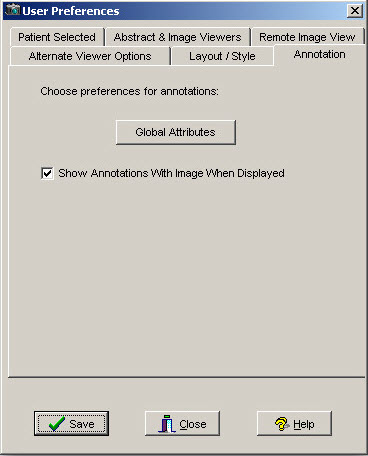 User Preferences
Patient Selected Abstract & Image Viewers Remote Image View
Alternate Viewer Options Layout / Style Annotation
Choose preferences for annotations:
Global Attributes
Show Annotations With Image When Displayed
Save Close Help